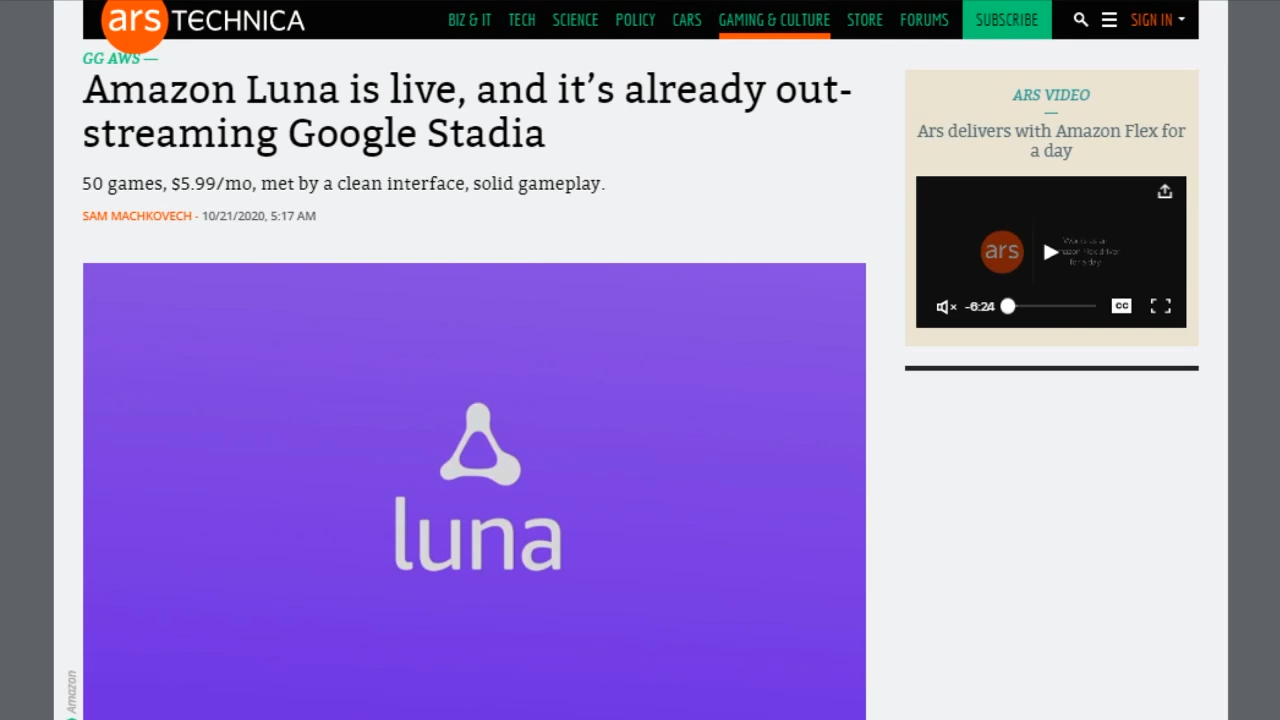 ars TECHNICA
BIZ & IT TECH SCIENCE POLICY CARS GAMING & CULTURE STORE FORUMS SUBSCRIBE SIGN IN
GG AWS —
Amazon Luna is live, and it’s already out-
streaming Google Stadia
50 games, $5.99/mo, met by a clean interface, solid gameplay.
SAM MACHKOVECH - 10/21/2020, 5:17 AM
luna
Amazon
ARS VIDEO
Ars delivers with Amazon Flex for
a day
ars
for a day
-6:24
CC